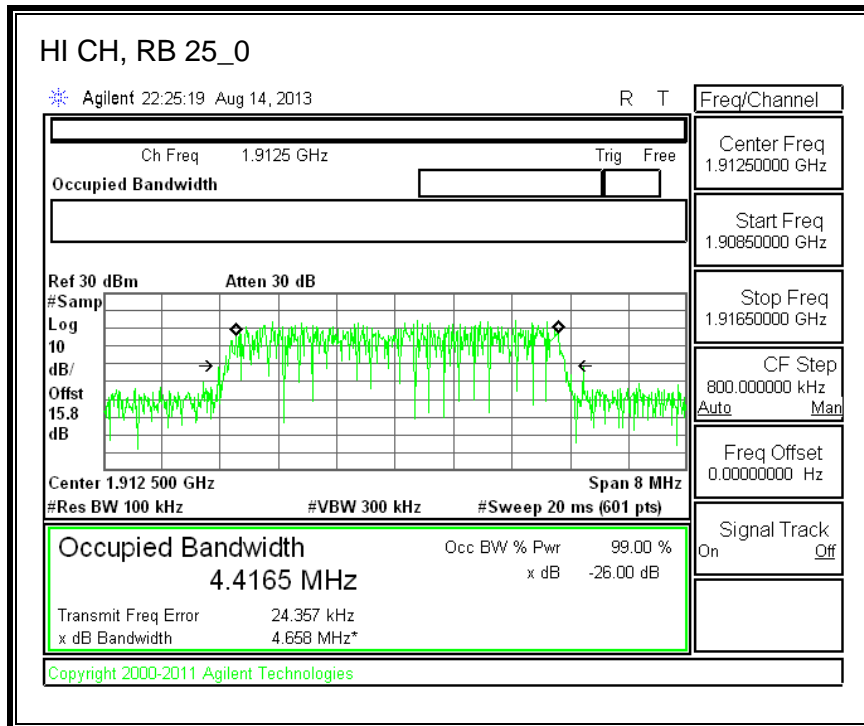 HI CH, RB 25_0
Agilent 22:25:19 Aug 14, 2013 R T
Freq/Channel
Ch Freq 1.9125 GHz Trig Free
Occupied Bandwidth
Center Freq
1.91250000 GHz
Start Freq
1.90850000 GHz
Stop Freq
1.91650000 GHz
CF Step
800.000000 kHz
Auto Man
Freq Offset
0.00000000 Hz
Signal Track
On Off
Ref 30 dBm Atten 30 dB
#Samp
Log
10
dB/
Offst
15.8
dB
Center 1.912 500 GHz Span 8 MHz
#Res BW 100 kHz #VBW 300 kHz #Sweep 20 ms (601 pts)
Occupied Bandwidth Occ BW % Pwr 99.00 %
4.4165 MHz x dB -26.00 dB
Transmit Freq Error 24.357 kHz
x dB Bandwidth 4.658 MHz*
Copyright 2000-2011 Agilent Technologies